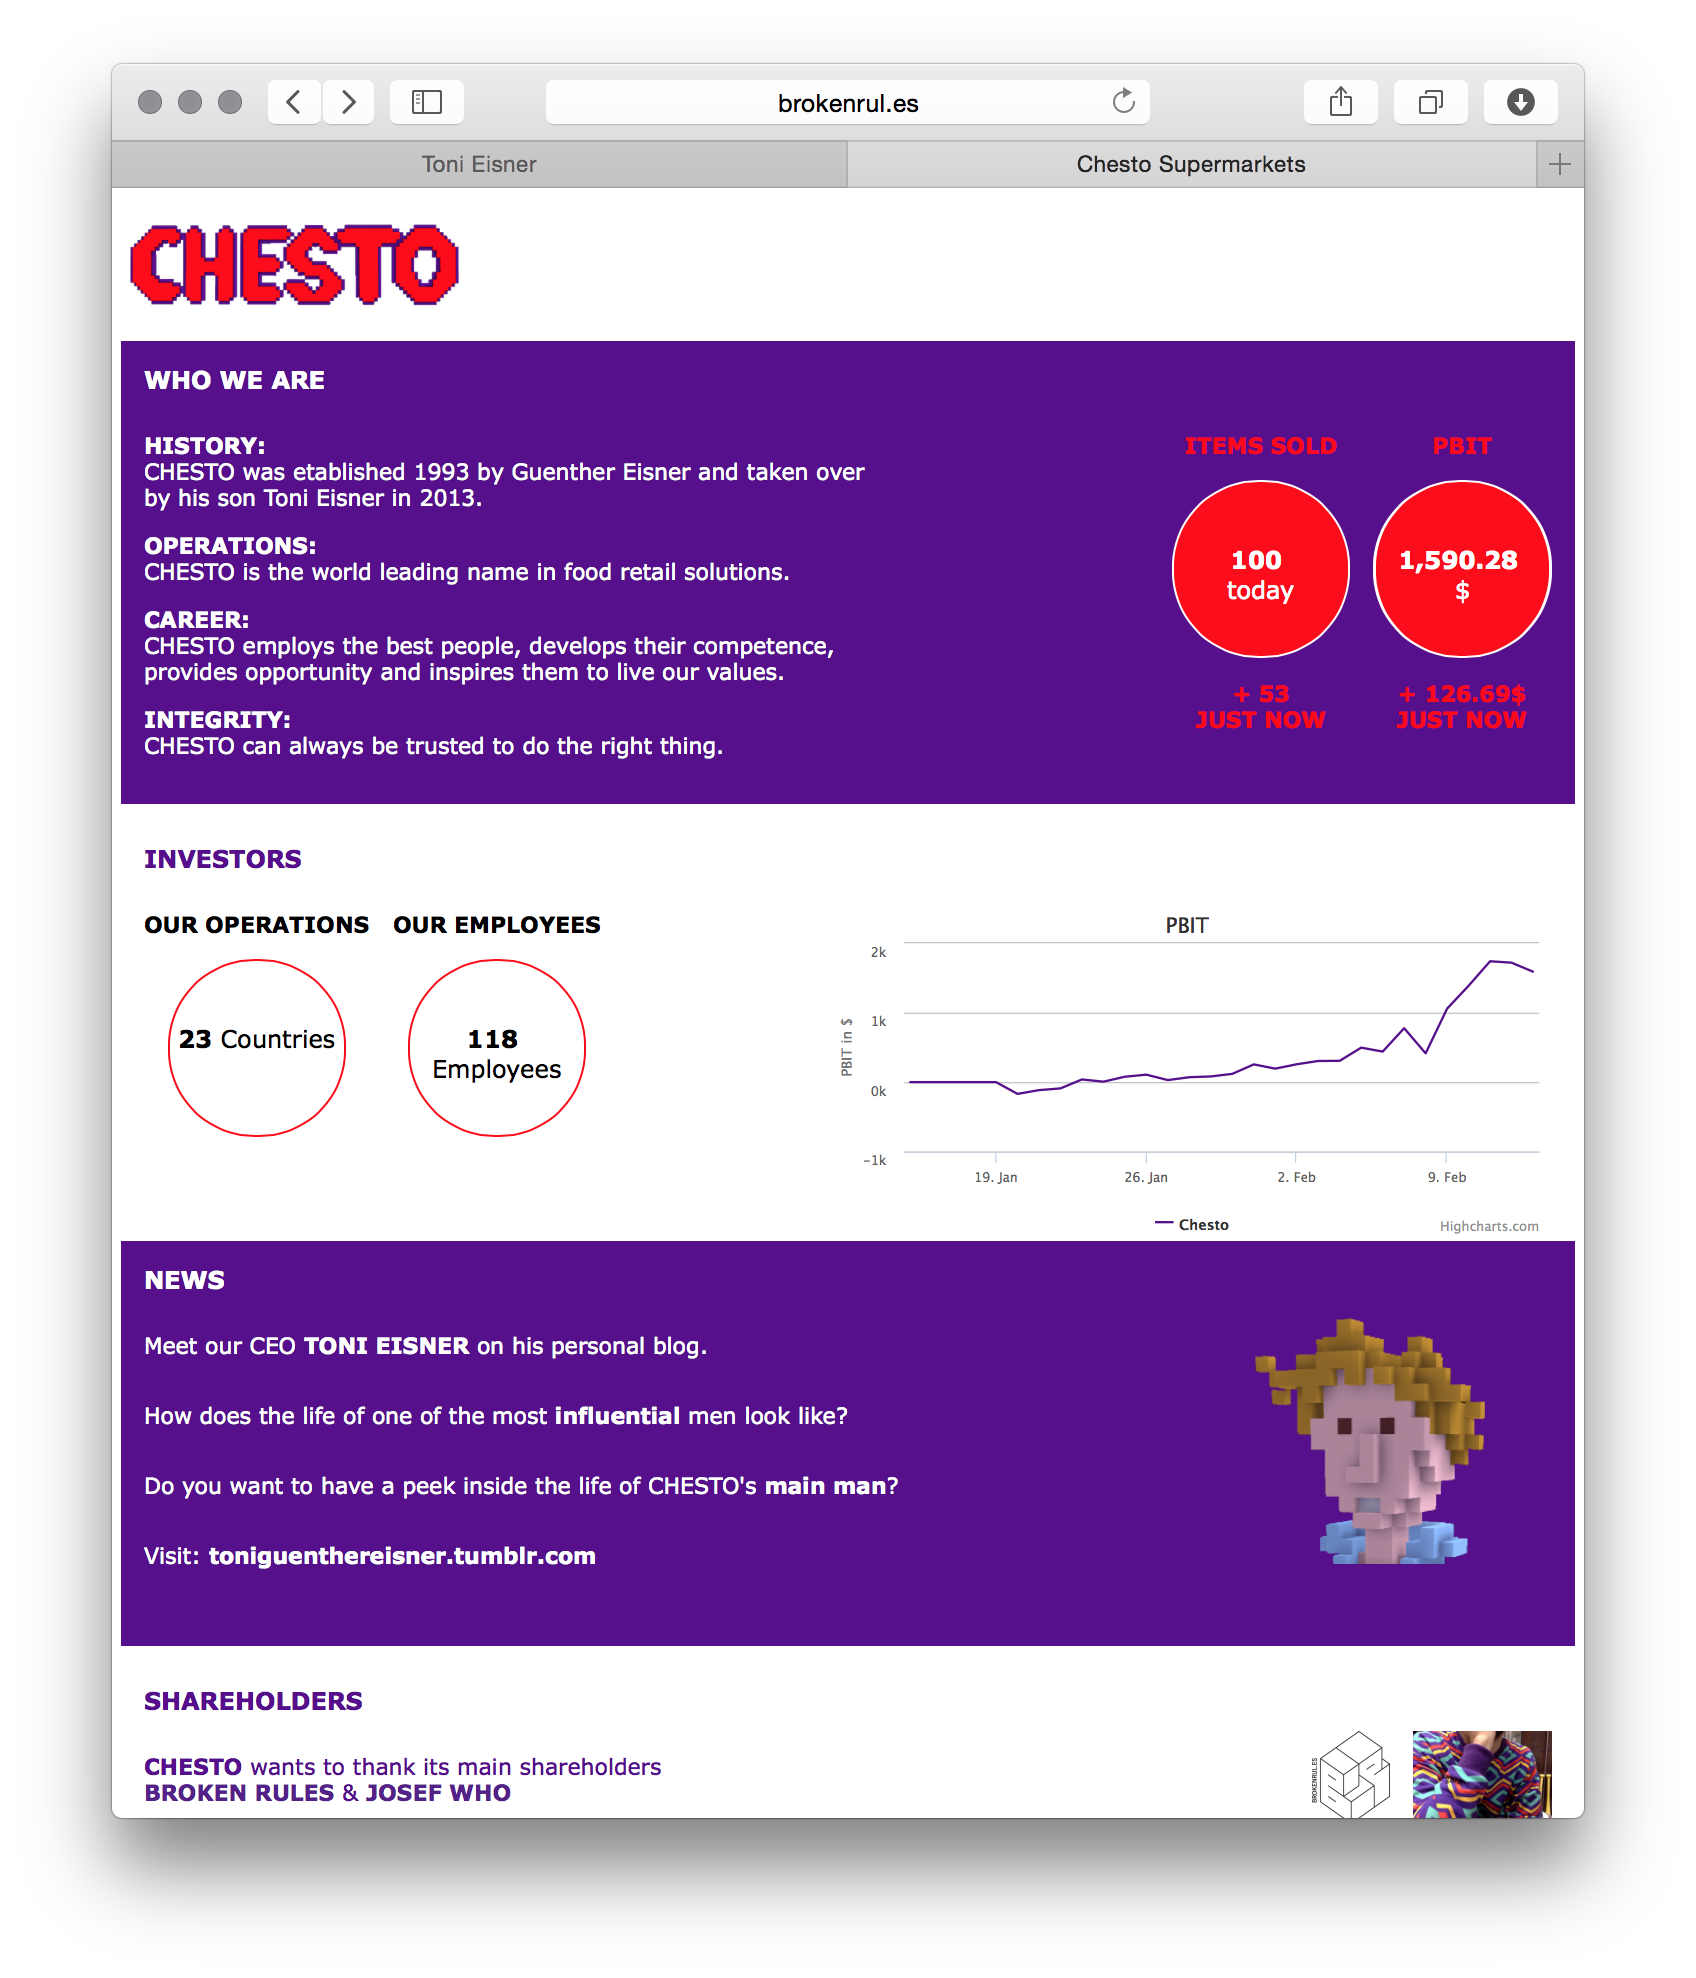 brokenrul.es
Toni Eisner
Chesto Supermarkets
CHESTO
WHO WE ARE
HISTORY:
CHESTO was etablished 1993 by Guenther Eisner and taken over
by his son Toni Eisner in 2013.
OPERATIONS:
CHESTO is the world leading name in food retail solutions.
CAREER:
CHESTO employs the best people, develops their competence,
provides opportunity and inspires them to live our values.
INTEGRITY:
CHESTO can always be trusted to do the right thing.
ITEMS SOLD
100
today
+ 53
JUST NOW
PBIT
1,590.28
$
+ 126.69$
JUST NOW
INVESTORS
OUR OPERATIONS
23 Countries
OUR EMPLOYEES
118
Employees
PBIT
PBIT in $
2k
1k
0k
-1k
19. Jan
26. Jan
2. Feb
9. Feb
Chesto
Highcharts.com
NEWS
Meet our CEO TONI EISNER on his personal blog.
How does the life of one of the most influential men look like?
Do you want to have a peek inside the life of CHESTO's main man?
Visit: toniguenthereisner.tumblr.com
SHAREHOLDERS
CHESTO wants to thank its main shareholders
BROKEN RULES & JOSEF WHO
BROKENRUL.ES